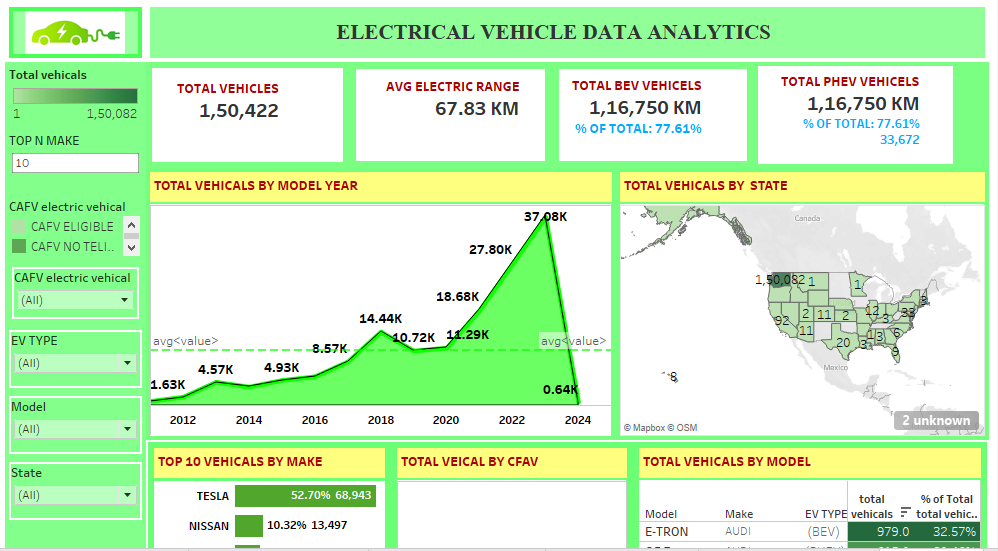 ELECTRICAL VEHICLE DATA ANALYTICS
Total vehicals
1 1,50,082
TOP N MAKE
10
CAFV electric vehical
CAFV ELIGIBLE
CAFV NO TELI..
CAFV electric vehical
(All)
EV TYPE
(All)
Model
(All)
State
(All)
TOTAL VEHICLES
1,50,422
AVG ELECTRIC RANGE
67.83 KM
TOTAL BEV VEHICELS
1,16,750 KM
% OF TOTAL: 77.61%
TOTAL PHEV VEHICELS
1,16,750 KM
% OF TOTAL: 77.61%
33,672
TOTAL VEHICALS BY MODEL YEAR
37.08K
27.80K
18.68K
14.44K
10.72K
11.29K
8.57K
avg<value>
avg<value>
4.57K
4.93K
1.63K
0.64K
2012 2014 2016 2018 2020 2022 2024
TOTAL VEHICALS BY STATE
Canada
1,50,082
1
1
8
12
33
3
2
11
2
92
11
6
1
3
20
3
9
Mexico
8
2 unknown
© Mapbox © OSM
TOP 10 VEHICALS BY MAKE
TESLA 52.70% 68,943
NISSAN 10.32% 13,497
TOTAL VEICAL BY CFAV
TOTAL VEHICALS BY MODEL
total % of Total
Model Make EV TYPE vehicals total vehic..
E-TRON AUDI (BEV) 979.0 32.57%